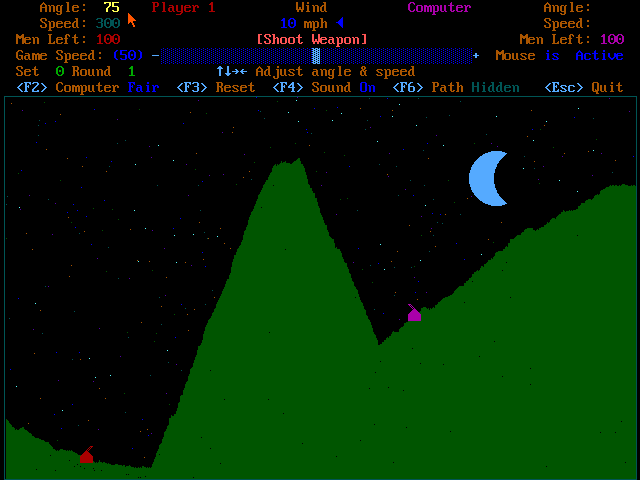 Angle: 75 Player 1 Wind Computer Angle:
Speed: 300 10 mph ◄ Speed:
Men Left: 100 [Shoot Weapon] Men Left: 100
Game Speed: (50) − + Mouse is Active
Set 0 Round 1 ↑↓→← Adjust angle & speed
<F2> Computer Fair <F3> Reset <F4> Sound On <F6> Path Hidden <Esc> Quit